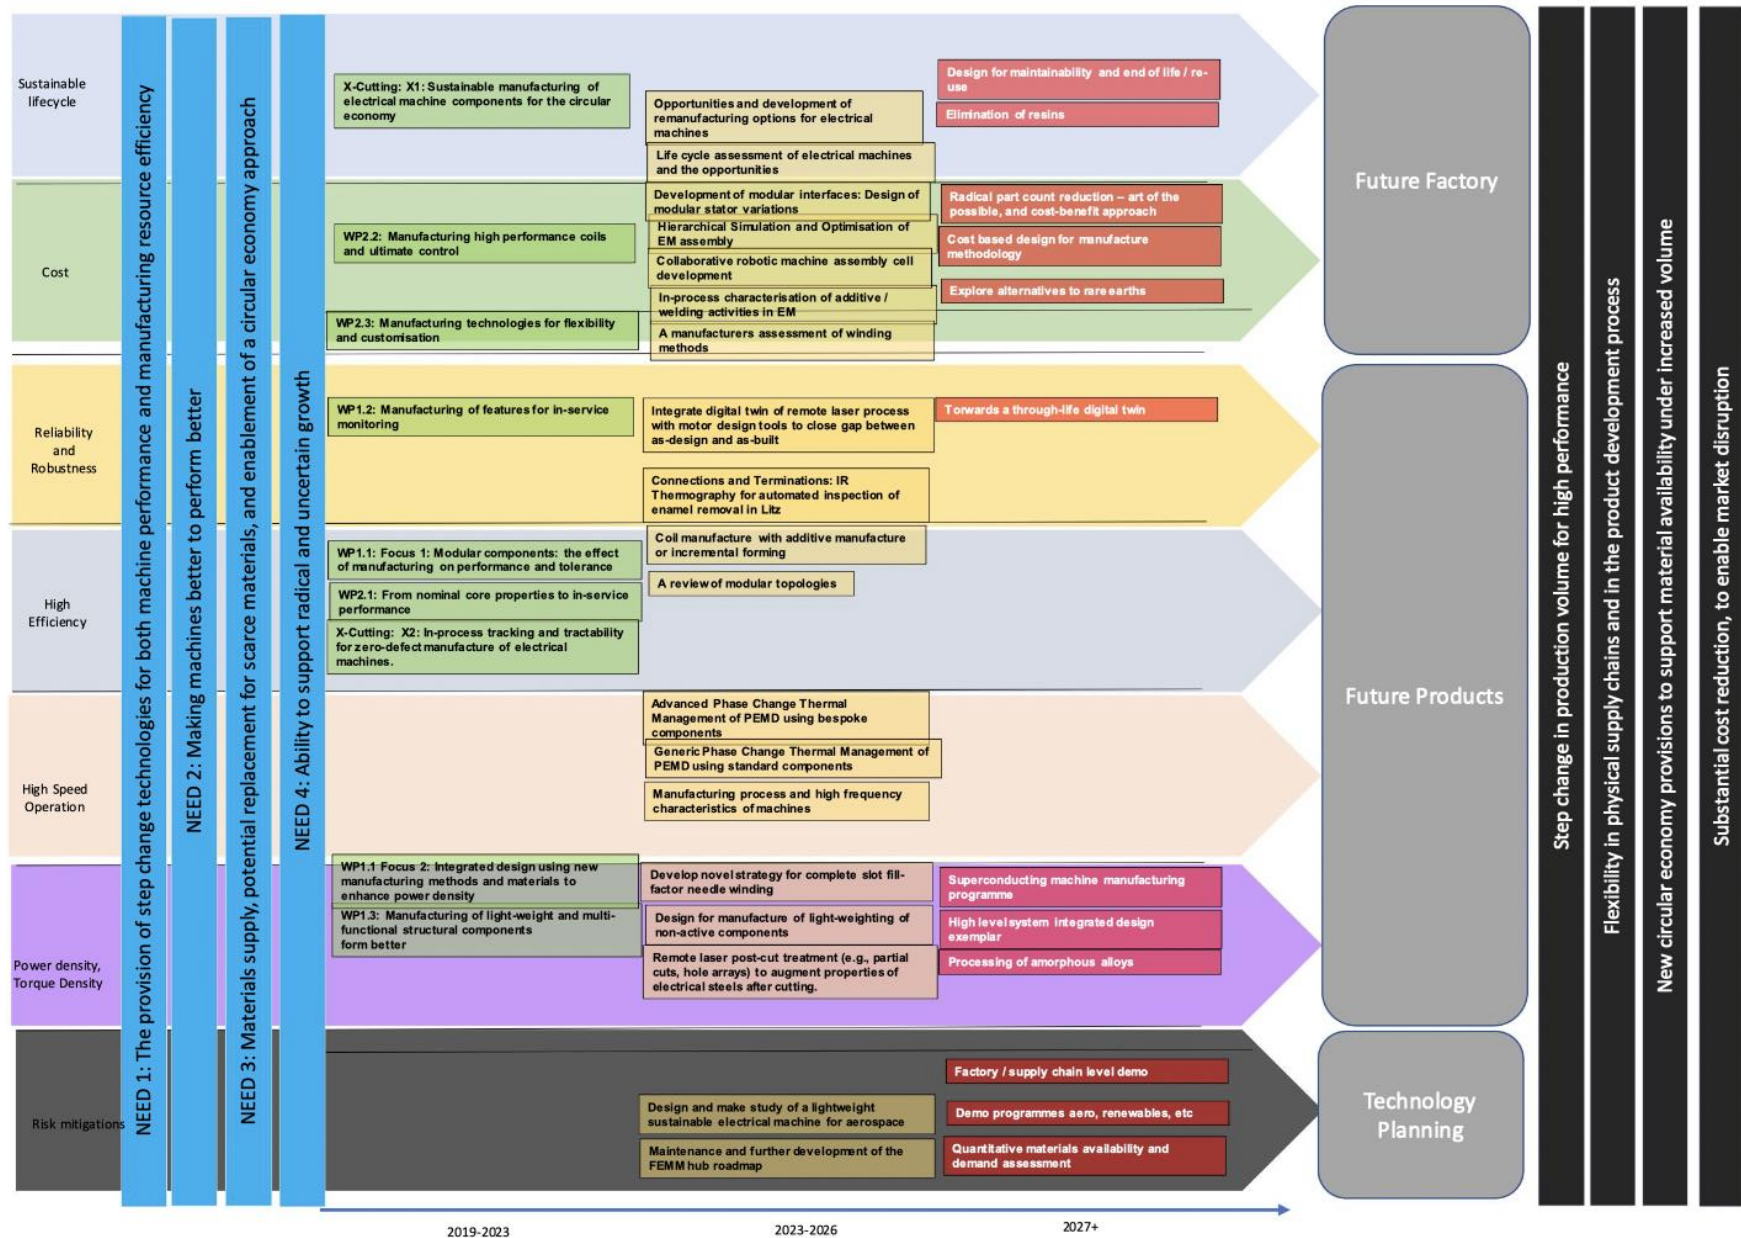 Sustainable
lifecycle
Cost
Reliability
and
Robustness
High
Efficiency
High Speed
Operation
Power density,
Torque Density
Risk mitigations
NEED 1: The provision of step change technologies for both machine performance and manufacturing resource efficiency
NEED 2: Making machines better to perform better
NEED 3: Materials supply, potential replacement for scarce materials, and enablement of a circular economy approach
NEED 4: Ability to support radical and uncertain growth
X-Cutting: X1: Sustainable manufacturing of
electrical machine components for the circular
economy
Opportunities and development of
remanufacturing options for electrical
machines
Life cycle assessment of electrical machines
and the opportunities
Design for maintainability and end of life / re-
use
Elimination of resins
WP2.2: Manufacturing high performance coils
and ultimate control
WP2.3: Manufacturing technologies for flexibility
and customisation
Development of modular interfaces: Design of
modular stator variations
Hierarchical Simulation and Optimisation of
EM assembly
Collaborative robotic machine assembly cell
development
In-process characterisation of additive /
welding activities in EM
A manufacturers assessment of winding
methods
Radical part count reduction – art of the
possible, and cost-benefit approach
Cost based design for manufacture
methodology
Explore alternatives to rare earths
WP1.2: Manufacturing of features for in-service
monitoring
Integrate digital twin of remote laser process
with motor design tools to close gap between
as-design and as-built
Connections and Terminations: IR
Thermography for automated inspection of
enamel removal in Litz
Torwards a through-life digital twin
WP1.1: Focus 1: Modular components: the effect
of manufacturing on performance and tolerance
WP2.1: From nominal core properties to in-service
performance
X-Cutting: X2: In-process tracking and tractability
for zero-defect manufacture of electrical
machines.
Coil manufacture with additive manufacture
or incremental forming
A review of modular topologies
Advanced Phase Change Thermal
Management of PEMD using bespoke
components
Generic Phase Change Thermal Management of
PEMD using standard components
Manufacturing process and high frequency
characteristics of machines
WP1.1 Focus 2: Integrated design using new
manufacturing methods and materials to
enhance power density
WP1.3: Manufacturing of light-weight and multi-
functional structural components
form better
Develop novel strategy for complete slot fill-
factor needle winding
Design for manufacture of light-weighting of
non-active components
Remote laser post-cut treatment (e.g., partial
cuts, hole arrays) to augment properties of
electrical steels after cutting.
Superconducting machine manufacturing
programme
High level system integrated design
exemplar
Processing of amorphous alloys
Design and make study of a lightweight
sustainable electrical machine for aerospace
Maintenance and further development of the
FEMM hub roadmap
Factory / supply chain level demo
Demo programmes aero, renewables, etc
Quantitative materials availability and
demand assessment
2019-2023
2023-2026
2027+
Future Factory
Future Products
Technology
Planning
Step change in production volume for high performance
Flexibility in physical supply chains and in the product development process
New circular economy provisions to support material availability under increased volume
Substantial cost reduction, to enable market disruption